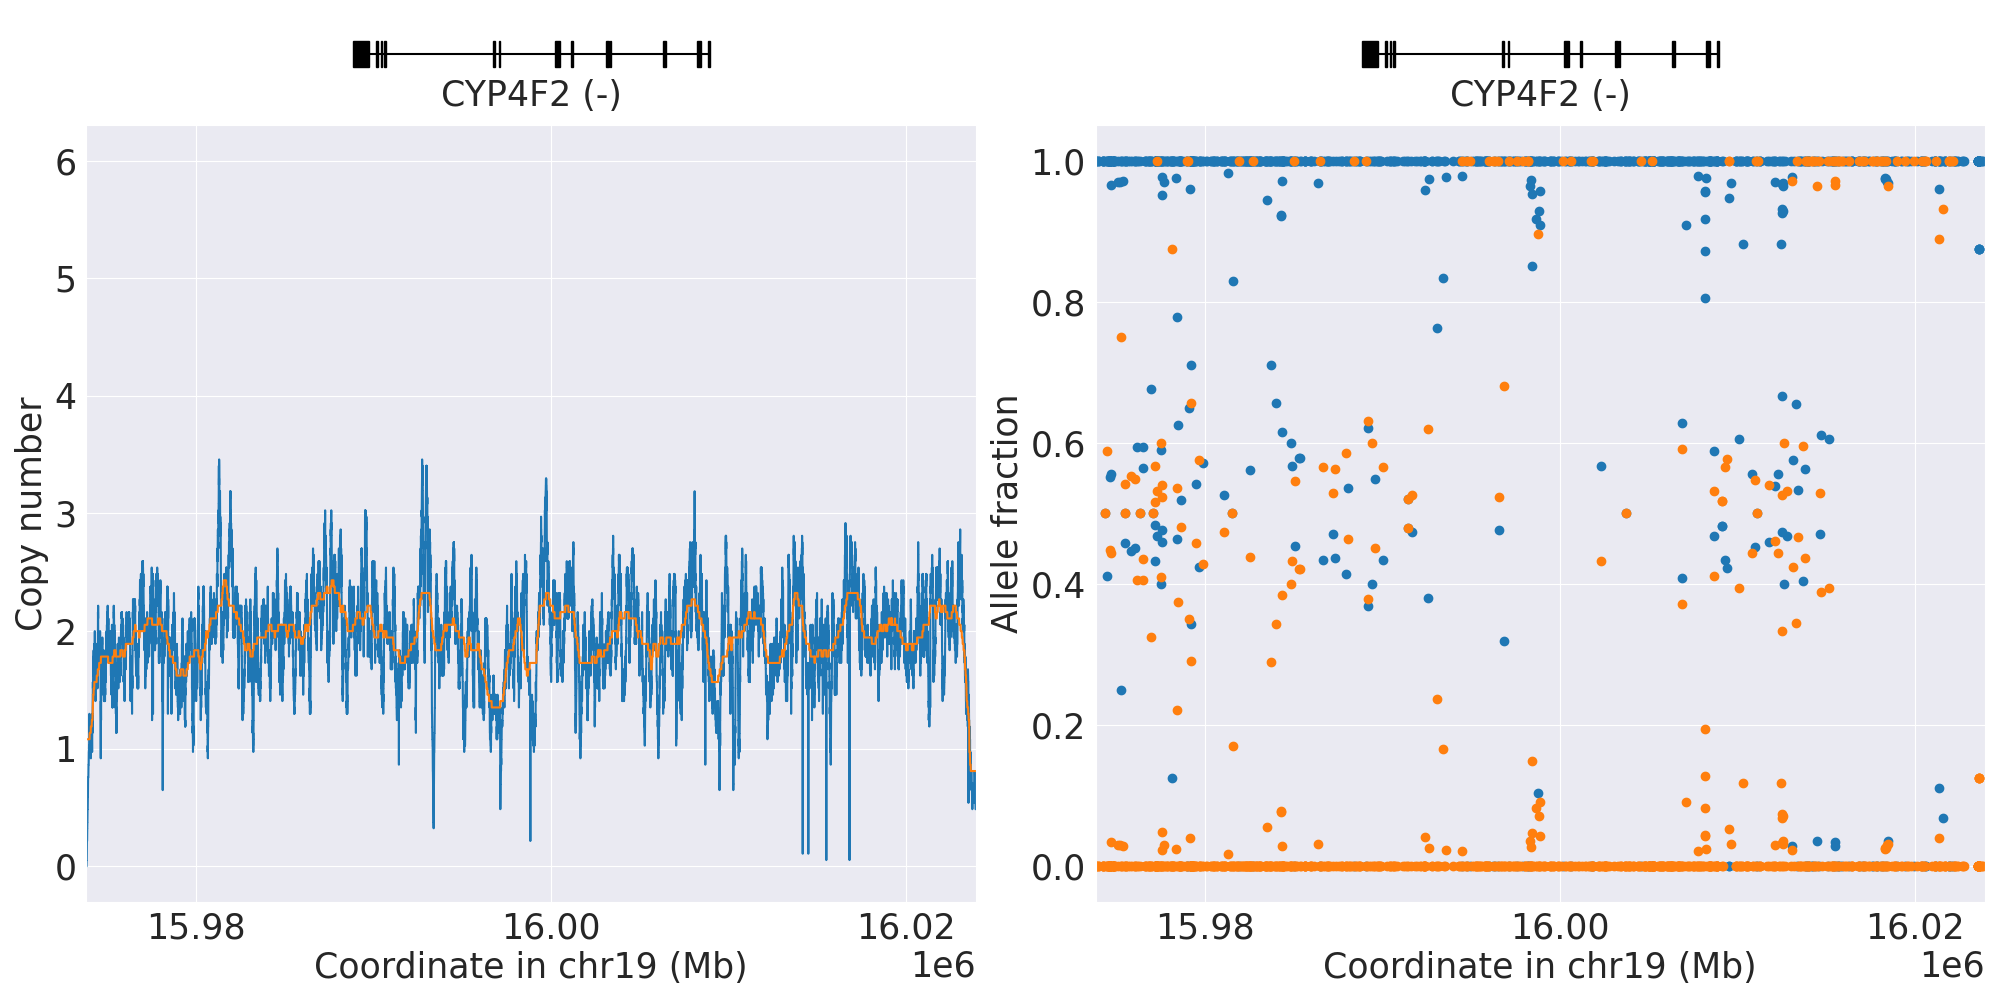 CYP4F2 (-)
6
5
4
3
2
1
0
Copy number
15.98
16.00
16.02
Coordinate in chr19 (Mb)
1e6
CYP4F2 (-)
1.0
0.8
0.6
0.4
0.2
0.0
Allele fraction
15.98
16.00
16.02
Coordinate in chr19 (Mb)
1e6